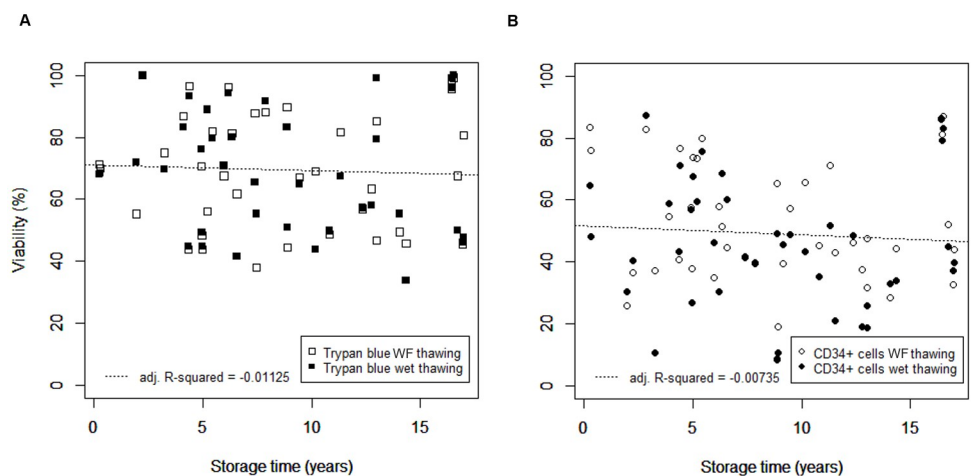 A
B
100
80
60
40
20
0
Viability (%)
Trypan blue WF thawing
Trypan blue wet thawing
adj. R-squared = -0.01125
0 5 10 15
Storage time (years)
100
80
60
40
20
0
CD34+ cells WF thawing
CD34+ cells wet thawing
adj. R-squared = -0.00735
0 5 10 15
Storage time (years)